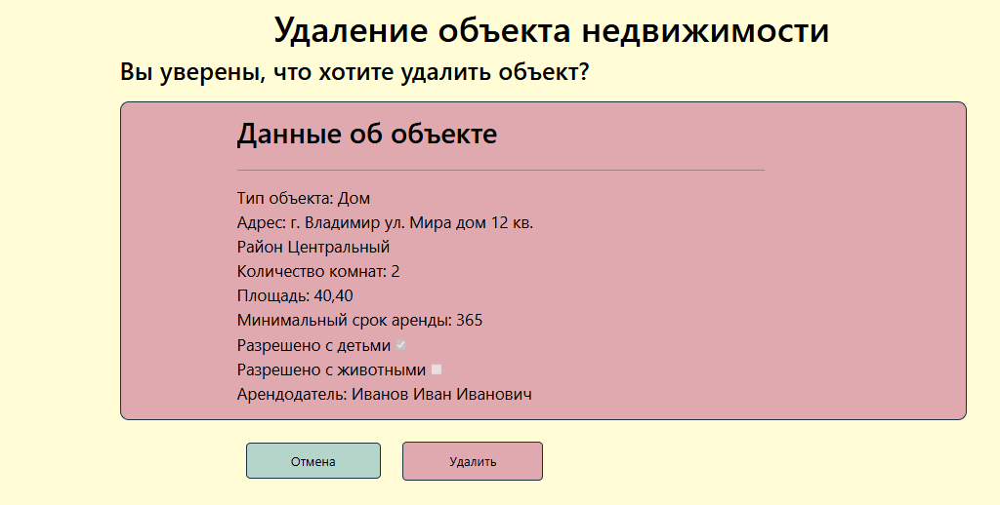 Удаление объекта недвижимости
Вы уверены, что хотите удалить объект?
Данные об объекте
Тип объекта: Дом
Адрес: г. Владимир ул. Мира дом 12 кв.
Район Центральный
Количество комнат: 2
Площадь: 40,40
Минимальный срок аренды: 365
Разрешено с детьми
Разрешено с животными
Арендодатель: Иванов Иван Иванович
Отмена
Удалить